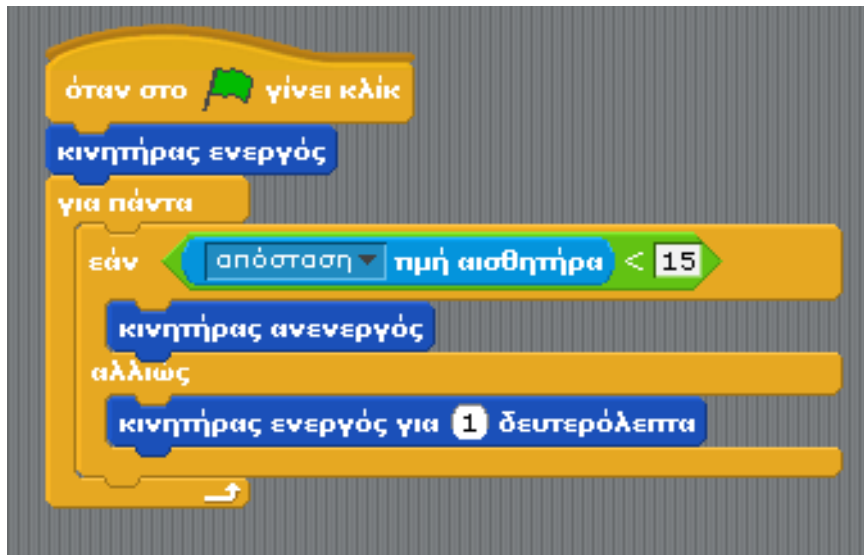 όταν στο γίνει κλίκ
κινητήρας ενεργός
για πάντα
εάν απόσταση τιμή αισθητήρα < 15
κινητήρας ανενεργός
αλλιώς
κινητήρας ενεργός για 1 δευτερόλεπτα